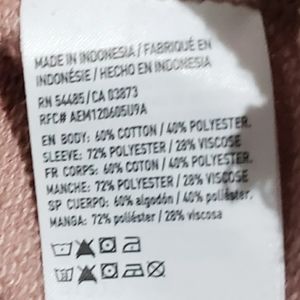 MADE IN INDONESIA / FABRIQUÉ EN
INDONÉSIE / HECHO EN INDONESIA
RN 54485/CA 03873
RFC# AEM120605U9A
EN BODY: 60% COTTON / 40% POLYESTER.
SLEEVE: 72% POLYESTER / 28% VISCOSE
FR CORPS: 60% COTON / 40% POLYESTER.
MANCHE: 72% POLYESTER / 28% VISCOSE
SP CUERPO: 60% algodón / 40% poliéster.
MANGA: 72% poliéster / 28% viscosa